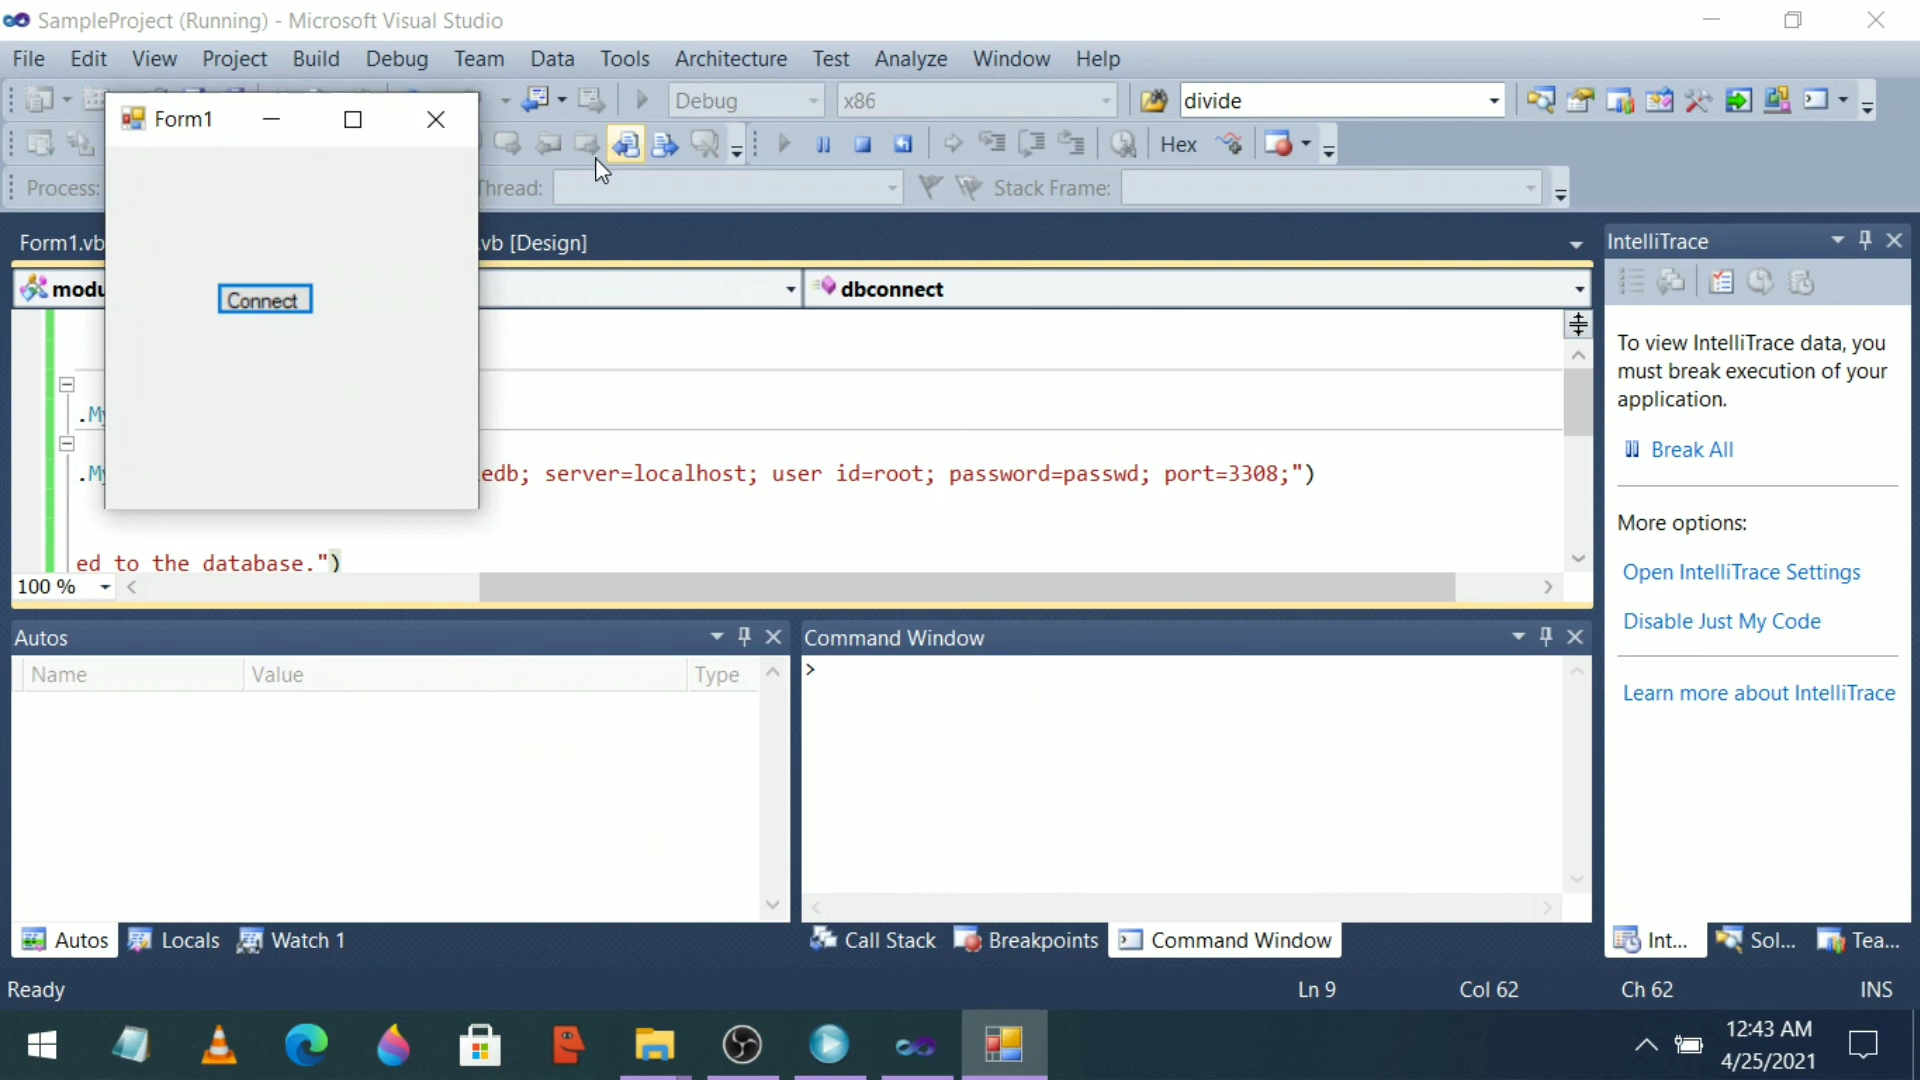 SampleProject (Running) - Microsoft Visual Studio
File Edit View Project Build Debug Team Data Tools Architecture Test Analyze Window Help
Debug x86 divide
Form1
Hex
Process: Thread: Stack Frame:
Form1.vb .vb [Design]
IntelliTrace
modu dbconnect
Connect
To view IntelliTrace data, you
must break execution of your
application.
Break All
.My
.My edb; server=localhost; user id=root; password=passwd; port=3308;")
ed to the database.")
100 %
More options:
Open IntelliTrace Settings
Disable Just My Code
Learn more about IntelliTrace
Autos
Name Value Type
Command Window
>
Autos Locals Watch 1
Call Stack Breakpoints Command Window
Int... Sol... Tea...
Ready Ln 9 Col 62 Ch 62 INS
12:43 AM
4/25/2021